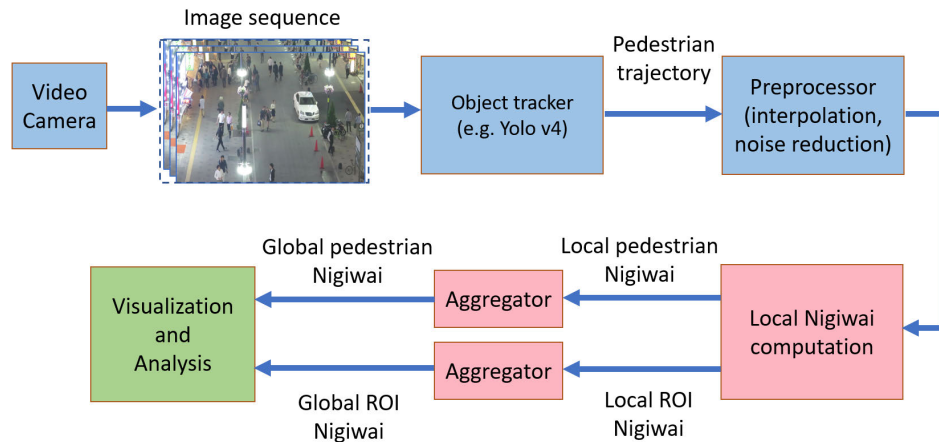 Image sequence
Video
Camera
Object tracker
(e.g. Yolo v4)
Pedestrian
trajectory
Preprocessor
(interpolation,
noise reduction)
Global pedestrian
Nigiwai
Local pedestrian
Nigiwai
Visualization
and
Analysis
Aggregator
Aggregator
Local Nigiwai
computation
Global ROI
Nigiwai
Local ROI
Nigiwai